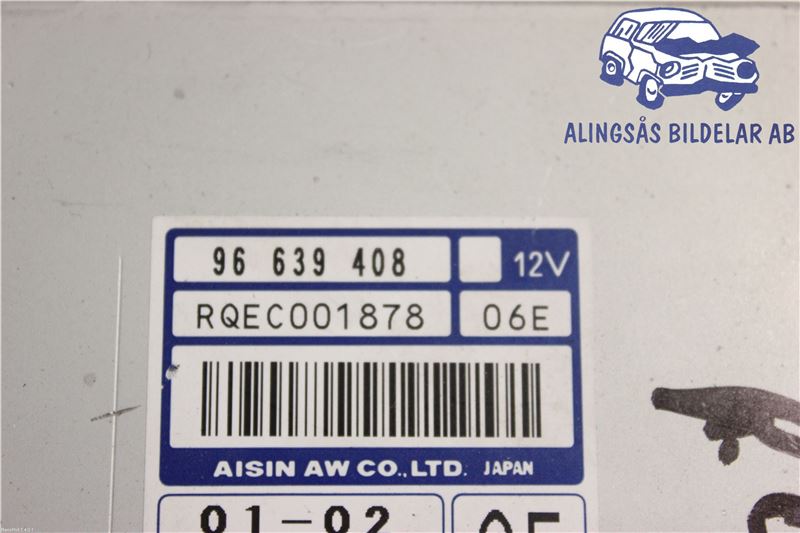 ALINGSÅS BILDELAR AB
96 639 408 12V
RQEC001878 06E
AISIN AW CO.,LTD. JAPAN